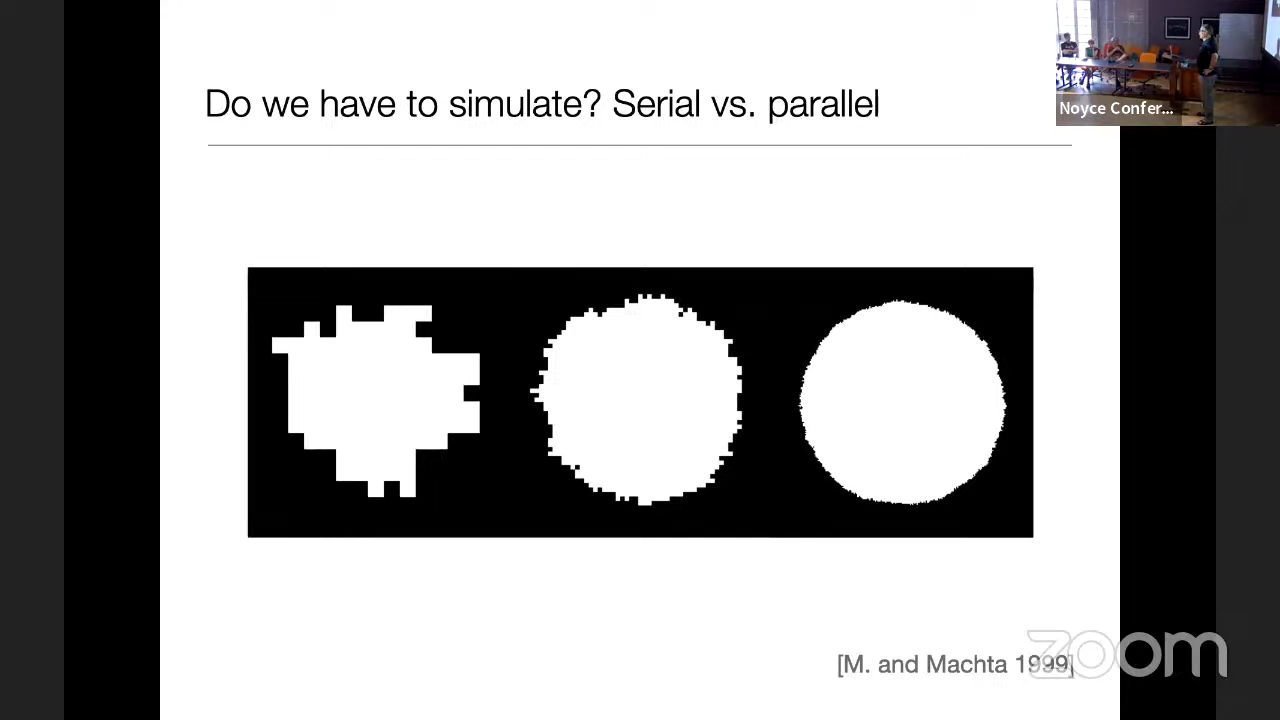 Do we have to simulate? Serial vs. parallel
Noyce Confer...
[M. and Machta 1999]
zoom